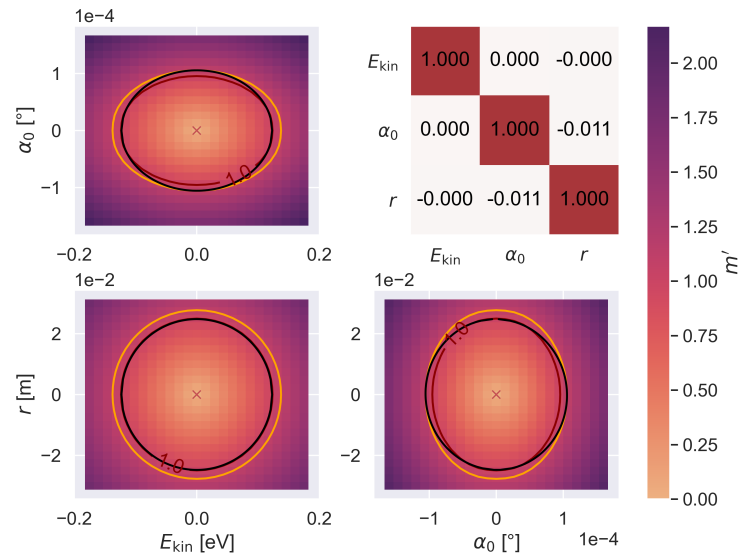 1e−4
α₀ [°]
1
0
−1
−0.2
0.0
0.2
1.0
E_kin
α₀
r
1.000 0.000 -0.000
0.000 1.000 -0.011
-0.000 -0.011 1.000
E_kin α₀ r
2.00
1.75
1.50
1.25
1.00
0.75
0.50
0.25
0.00
m′
1e−2
r [m]
2
0
−2
−0.2
0.0
0.2
E_kin [eV]
1.0
1e−2
2
0
−2
−1
0
1
1e−4
α₀ [°]
1.0